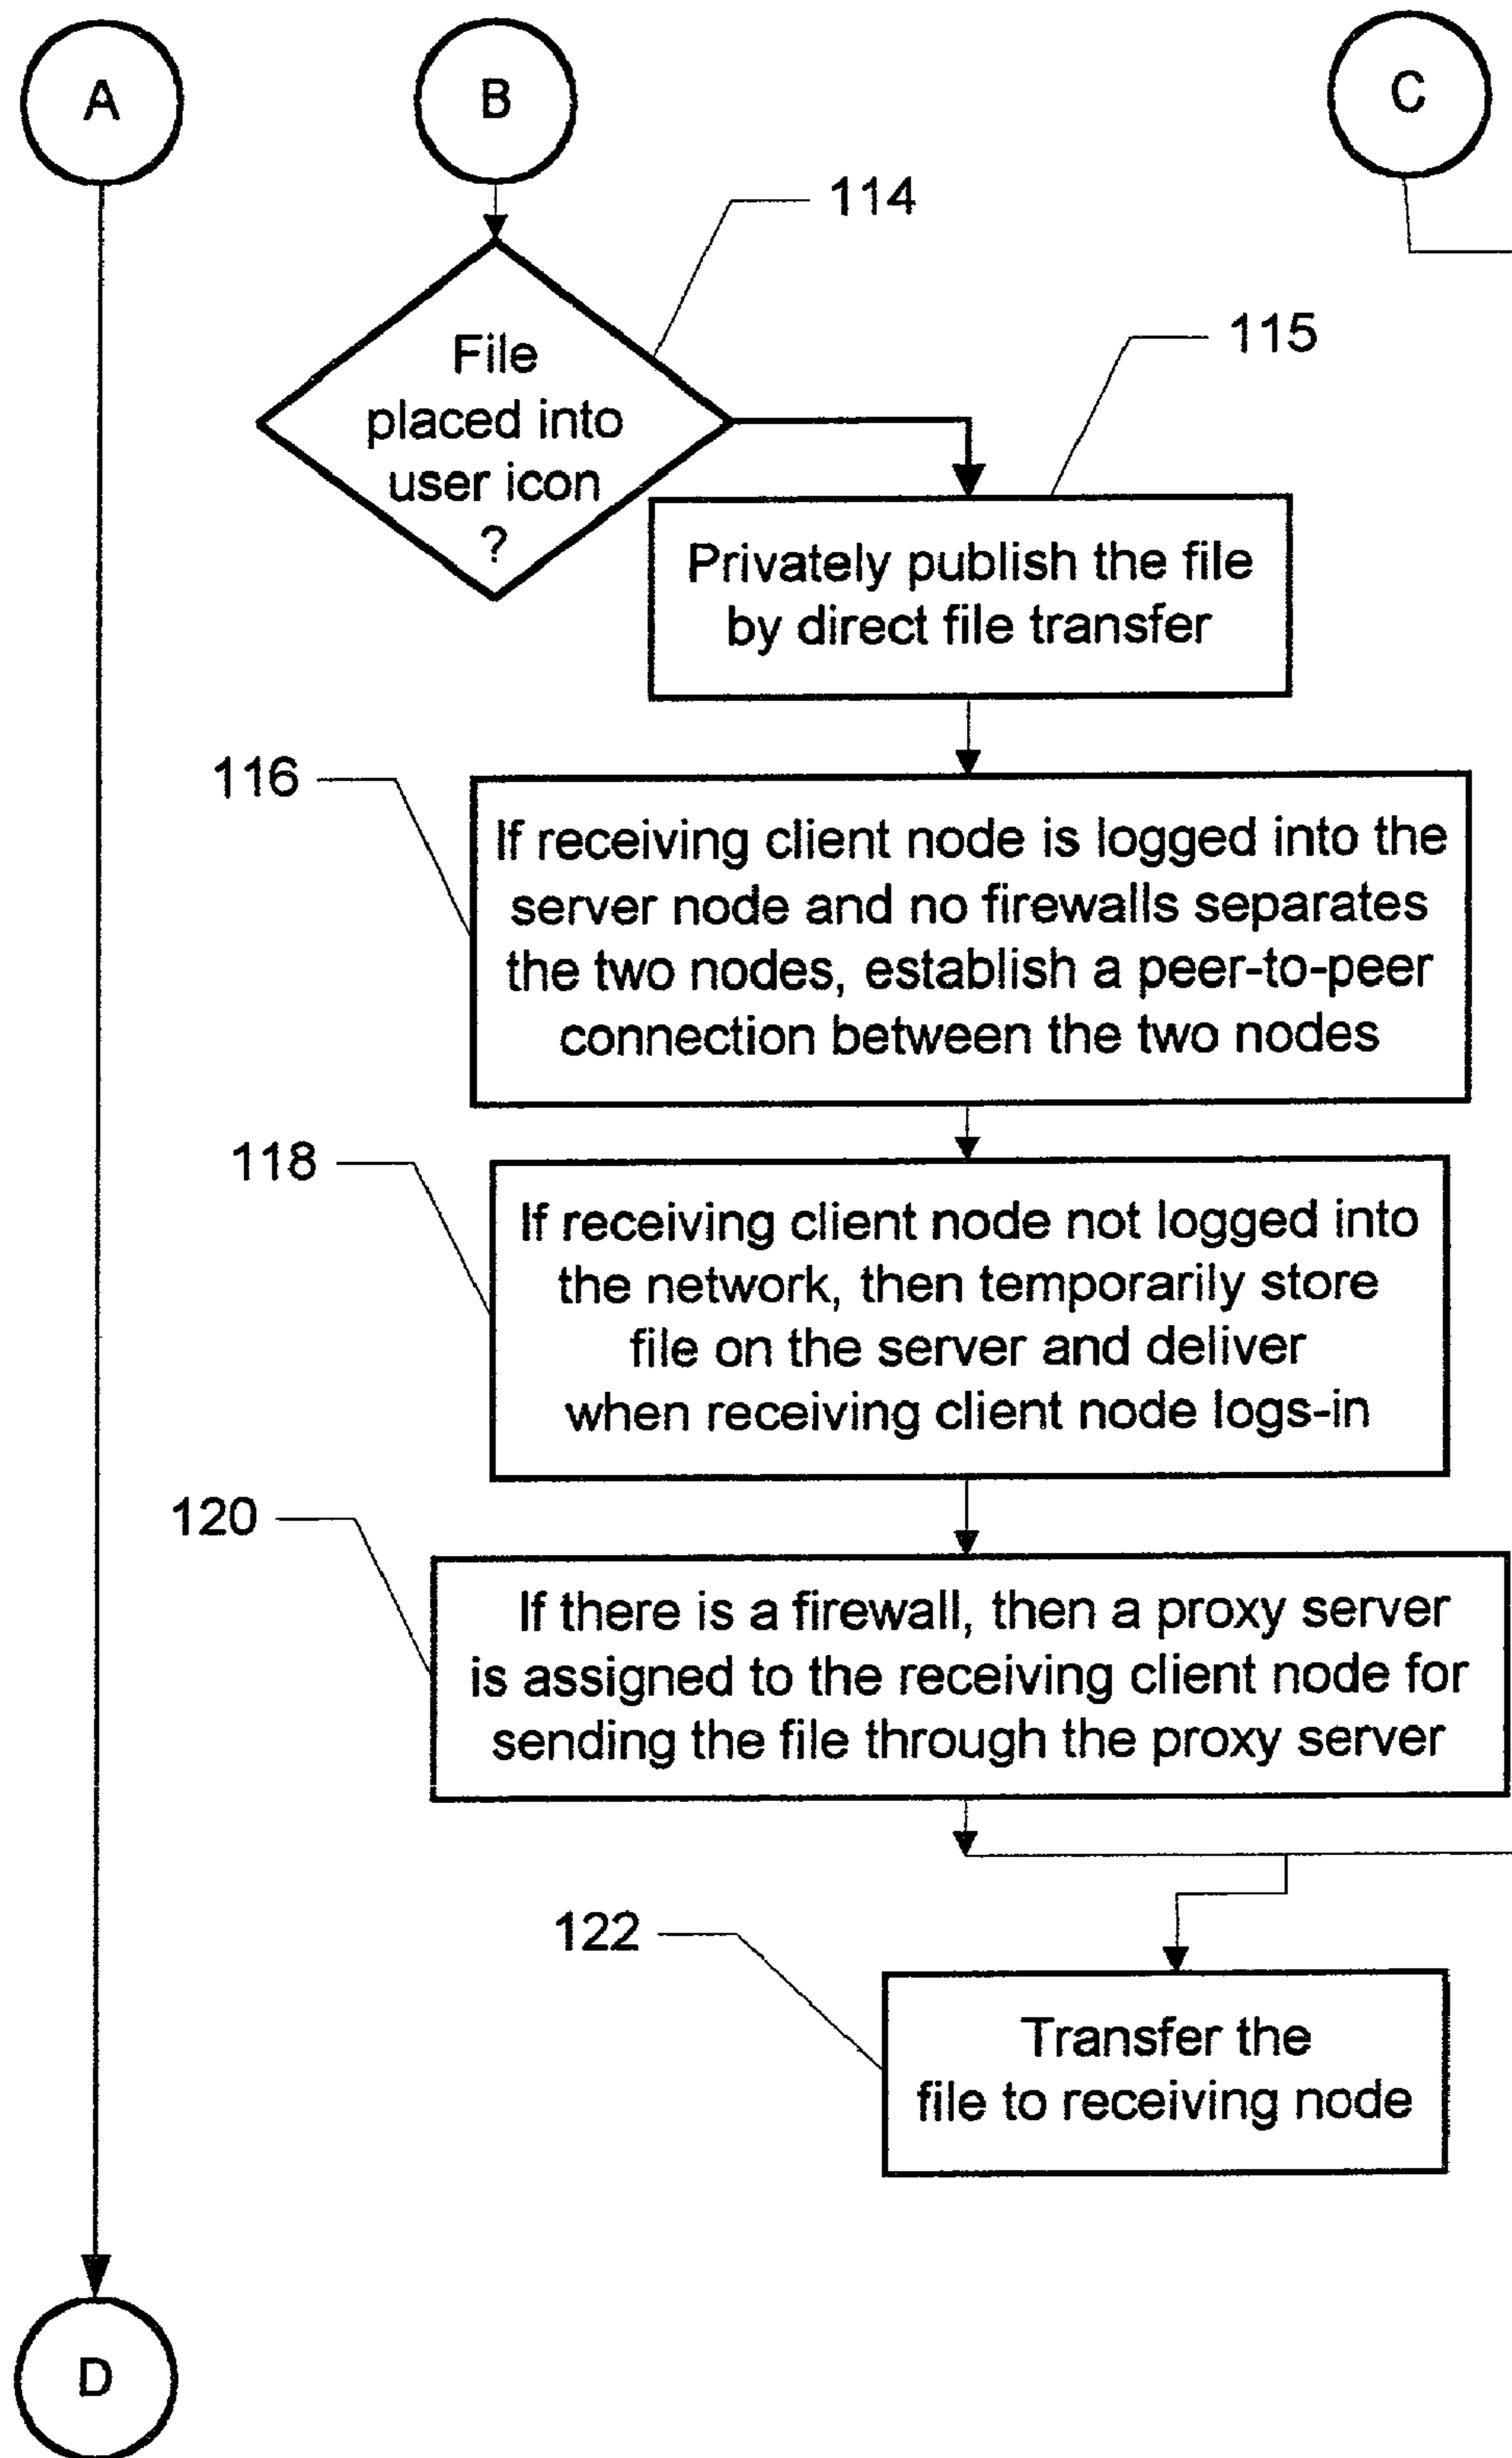 A
B
C
114
File
placed into
user icon
?
115
Privately publish the file
by direct file transfer
116
If receiving client node is logged into the
server node and no firewalls separates
the two nodes, establish a peer-to-peer
connection between the two nodes
118
If receiving client node not logged into
the network, then temporarily store
file on the server and deliver
when receiving client node logs-in
120
If there is a firewall, then a proxy server
is assigned to the receiving client node for
sending the file through the proxy server
122
Transfer the
file to receiving node
D